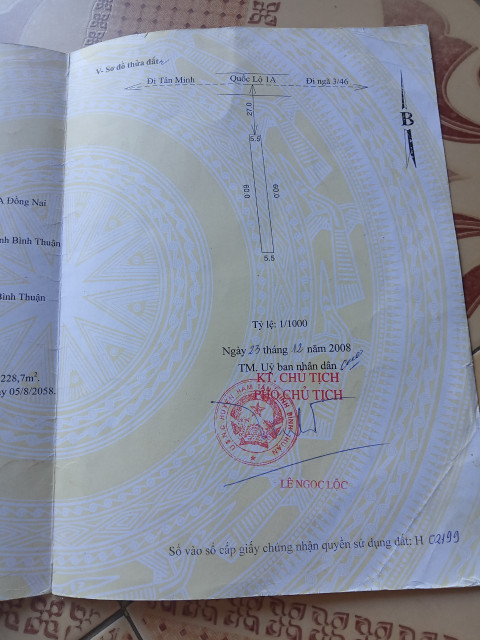 V- Sơ đồ thửa đất
Đi Tân Minh
Quốc Lộ 1A
Đi ngã 3/46
27.0
5.5
60.0
60.0
5.5
B
A Đồng Nai
nh Bình Thuận
Bình Thuận
228,7m².
y 05/8/2058.
Tỷ lệ: 1/1000
Ngày 23 tháng 12 năm 2008
TM. Uỷ ban nhân dân
KT. CHỦ TỊCH
PHÓ CHỦ TỊCH
LÊ NGỌC LỘC
Số vào sổ cấp giấy chứng nhận quyền sử dụng đất: H 02199